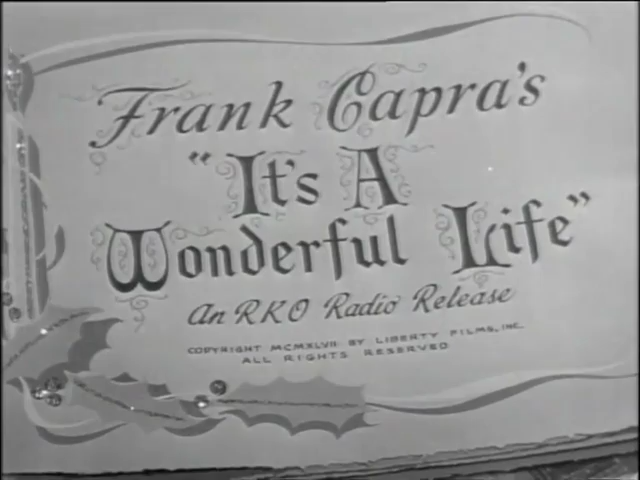 Frank Capra's
"It's A
Wonderful Life"
An RKO Radio Release
COPYRIGHT MCMXLVII BY LIBERTY FILMS, INC.
ALL RIGHTS RESERVED